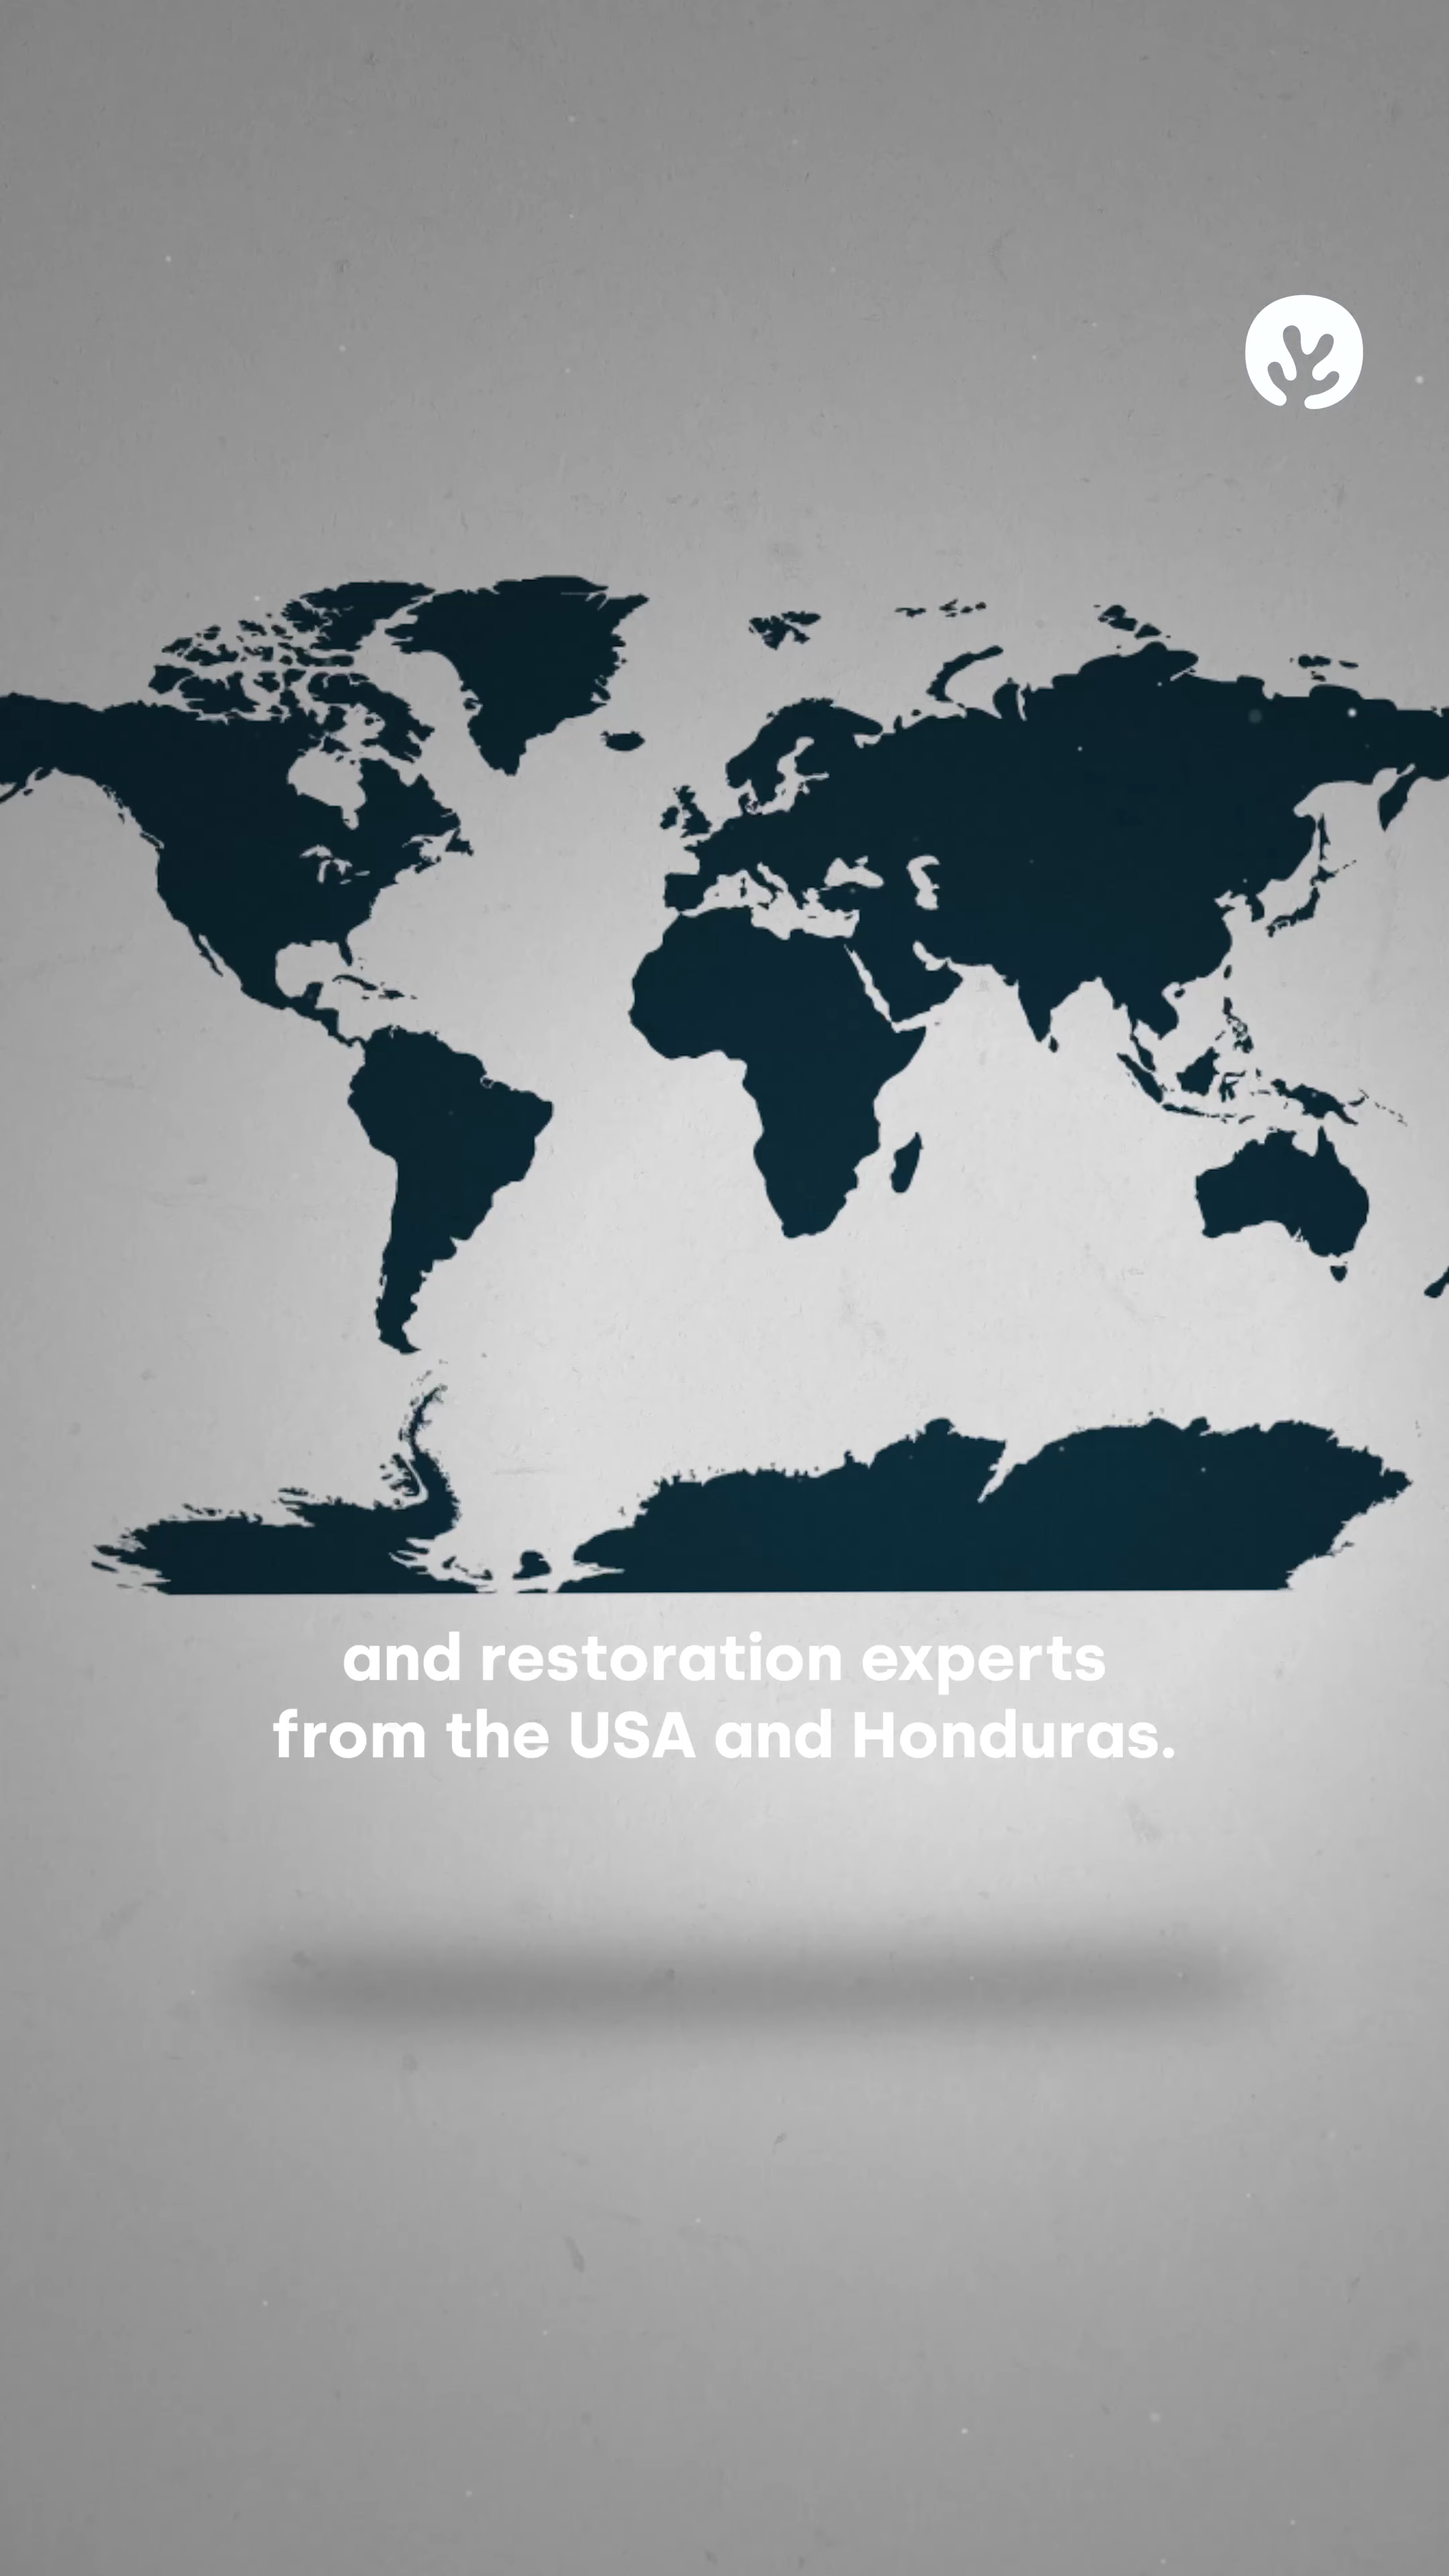 and restoration experts
from the USA and Honduras.